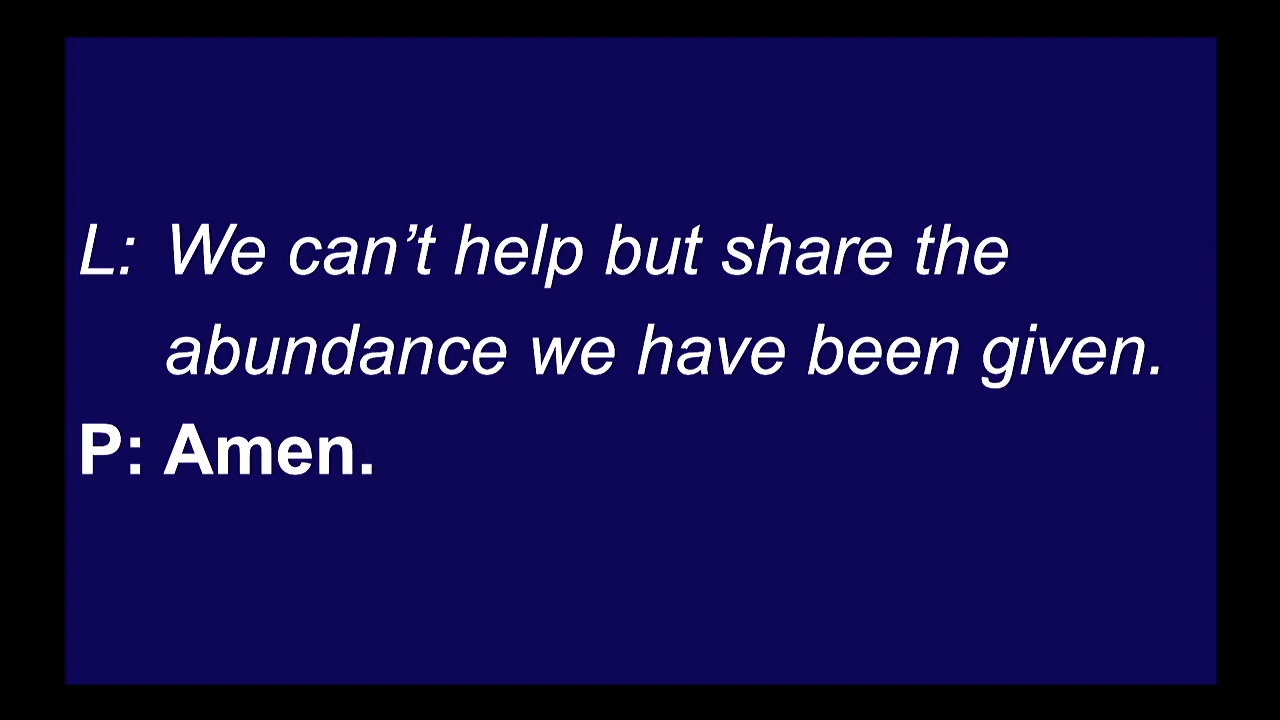 L: We can’t help but share the
abundance we have been given.
P: Amen.